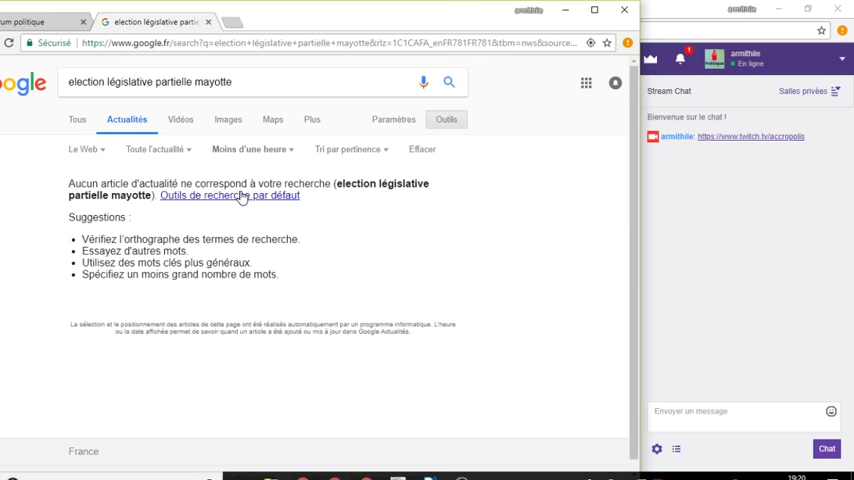 armithile
armithile
um politique
election législative partie
Sécurisé
https://www.google.fr/search?q=election+législative+partielle+mayotte&rlz=1C1CAFA_enFR781FR781&tbm=nws&source...
ogle
election législative partielle mayotte
Tous
Actualités
Vidéos
Images
Maps
Plus
Paramètres
Outils
Le Web
Toute l'actualité
Moins d'une heure
Tri par pertinence
Effacer
Aucun article d'actualité ne correspond à votre recherche (election législative
partielle mayotte). Outils de recherche par défaut
Suggestions :
Vérifiez l'orthographe des termes de recherche.
Essayez d'autres mots.
Utilisez des mots clés plus généraux.
Spécifiez un moins grand nombre de mots.
La sélection et le positionnement des articles de cette page ont été réalisés automatiquement par un programme informatique. L'heure
ou la date affichée permet de savoir quand un article a été ajouté ou mis à jour dans Google Actualités.
France
1
armithile
En ligne
Stream Chat
Salles privées
Bienvenue sur le chat !
armithile: https://www.twitch.tv/accropolis
Envoyer un message
Chat
19:20